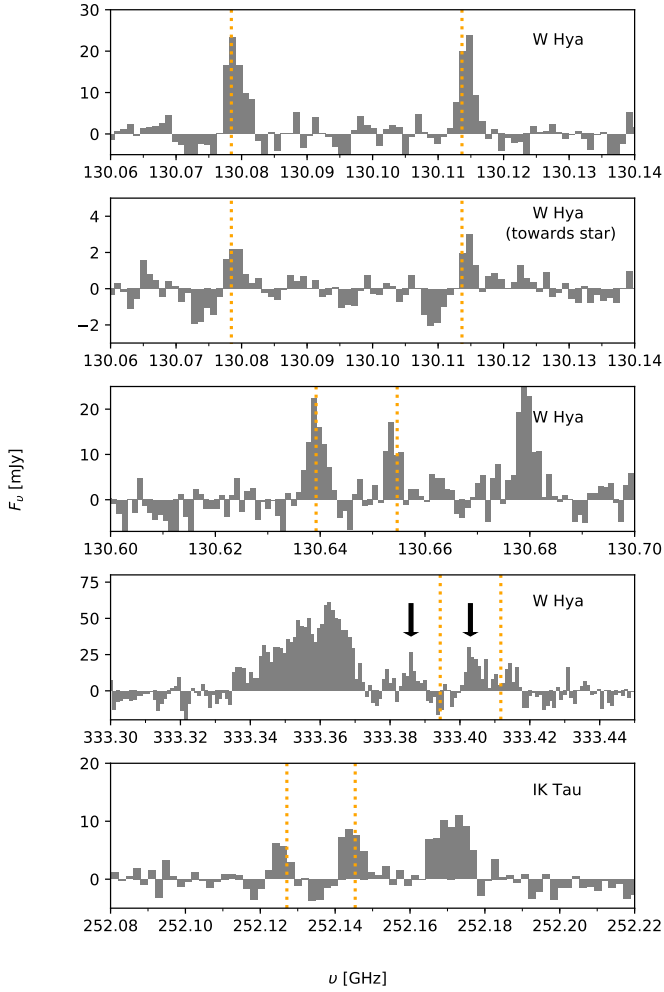 30
20
10
0
W Hya
130.06 130.07 130.08 130.09 130.10 130.11 130.12 130.13 130.14
4
2
0
−2
W Hya
(towards star)
130.06 130.07 130.08 130.09 130.10 130.11 130.12 130.13 130.14
20
10
0
W Hya
130.60 130.62 130.64 130.66 130.68 130.70
Fυ [mJy]
75
50
25
0
W Hya
333.30 333.32 333.34 333.36 333.38 333.40 333.42 333.44
20
10
0
IK Tau
252.08 252.10 252.12 252.14 252.16 252.18 252.20 252.22
υ [GHz]